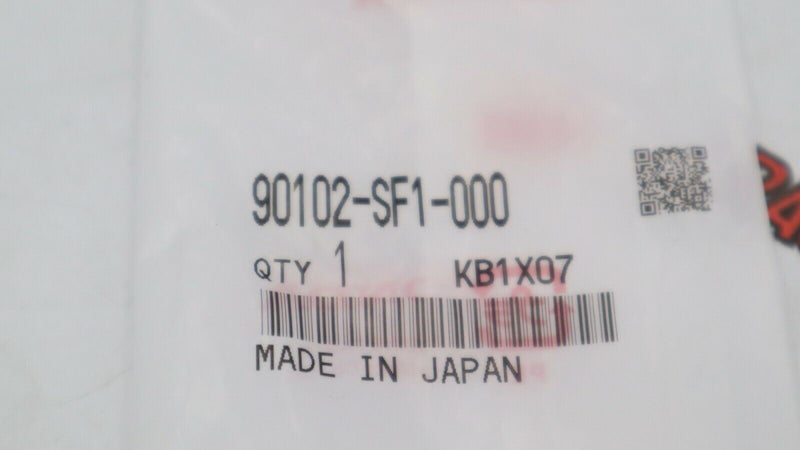 90102-SF1-000
QTY 1 KB1X07
MADE IN JAPAN